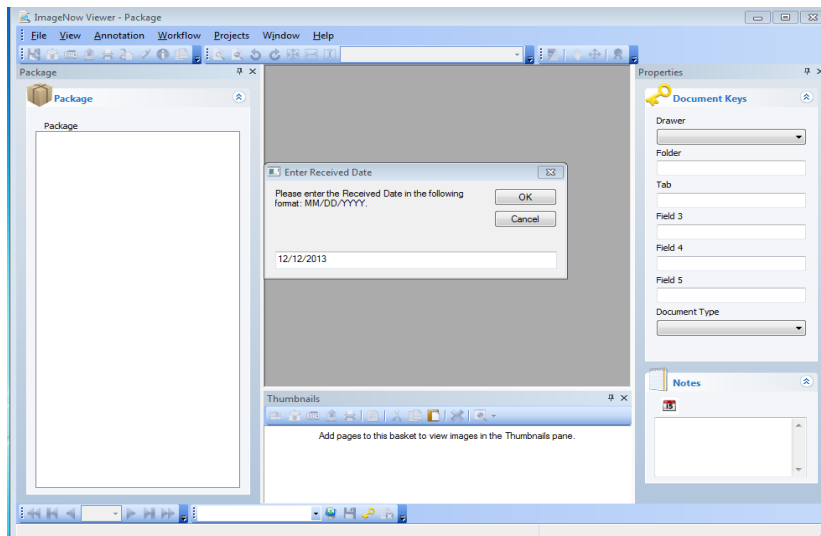 ImageNow Viewer - Package
File View Annotation Workflow Projects Window Help
Package
Package
Package
Enter Received Date
Please enter the Received Date in the following
format: MM/DD/YYYY.
OK
Cancel
12/12/2013
Thumbnails
Add pages to this basket to view images in the Thumbnails pane.
Properties
Document Keys
Drawer
Folder
Tab
Field 3
Field 4
Field 5
Document Type
Notes
15